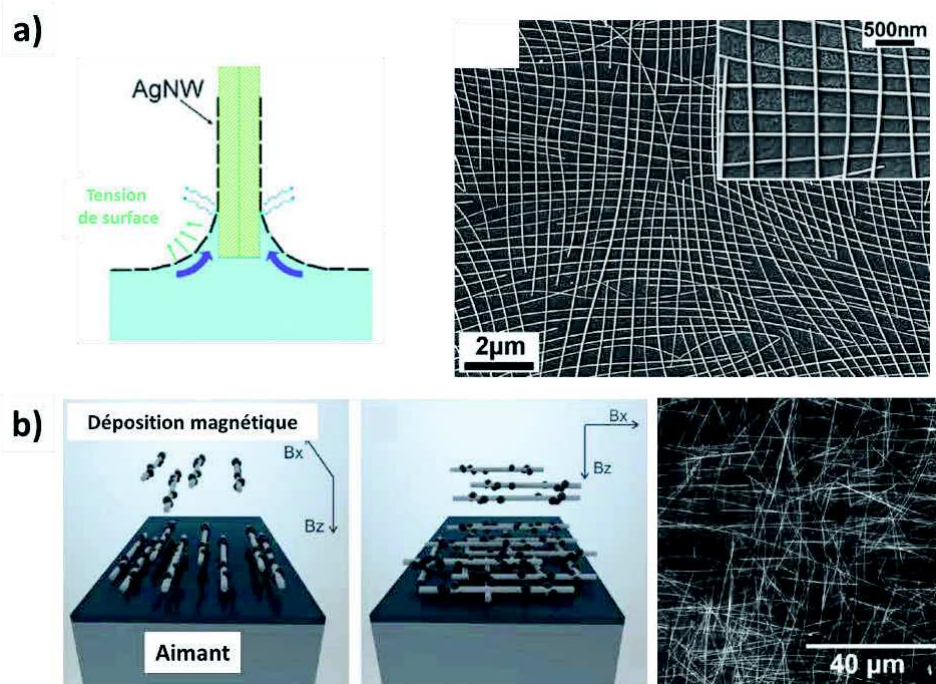 a)
AgNW
Tension
de surface
500nm
2µm
b)
Déposition magnétique
Bx
Bz
Aimant
Bx
Bz
40 µm